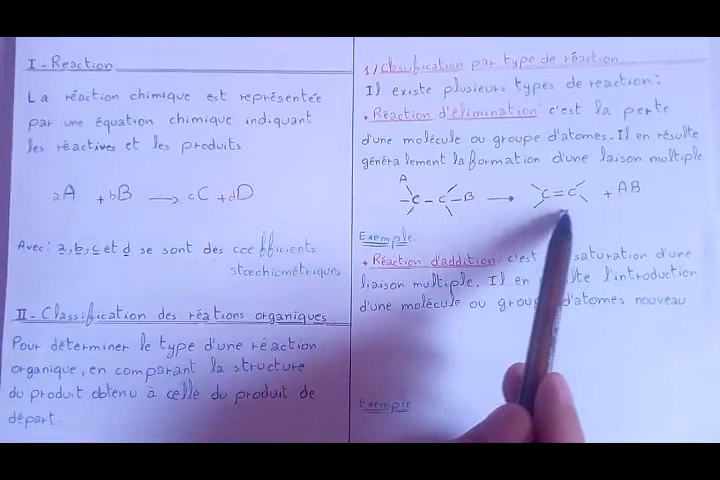 I - Reaction
La réaction chimique est représentée
par une équation chimique indiquant
les réactives et les produits
aA + bB → cC + dD
Avec: a, b, c et d se sont des coefficients
stœchiométriques
II - Classification des réations organiques
Pour déterminer le type d'une réaction
organique, en comparant la structure
du produit obtenu à celle du produit de
départ.
1/ Classification par type de réaction
Il existe plusieurs types de reaction:
• Reaction d'élimination: c'est la perte
d'une molécule ou groupe d'atomes. Il en résulte
généralement la formation d'une liaison multiple
A
- C - C - B → C = C + AB
Exemple
• Réaction d'addition: c'est saturation d'une
liaison multiple. Il en l'introduction
d'une molécule ou d'atomes nouveau
Exemple